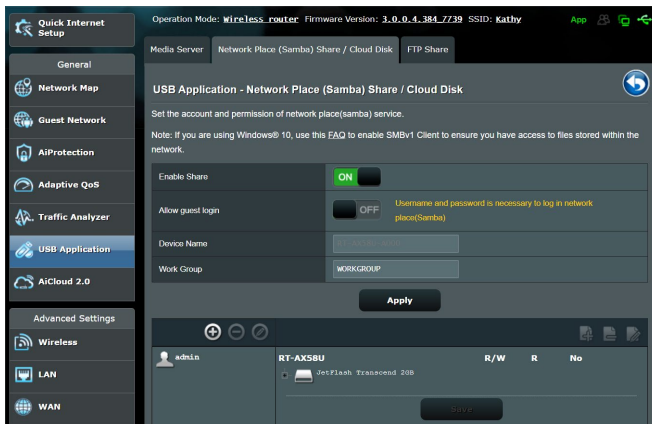 Quick Internet
Setup
Operation Mode: Wireless router Firmware Version: 3.0.0.4.384_7739 SSID: Kathy
App
General
Media Server
Network Place (Samba) Share / Cloud Disk
FTP Share
Network Map
USB Application - Network Place (Samba) Share / Cloud Disk
Guest Network
Set the account and permission of network place(samba) service.
Note: If you are using Windows® 10, use this FAQ to enable SMBv1 Client to ensure you have access to files stored within the
network.
AiProtection
Enable Share
ON
Adaptive QoS
Allow guest login
OFF
Username and password is necessary to log in network
place(Samba)
Traffic Analyzer
USB Application
Device Name
Work Group
WORKGROUP
AiCloud 2.0
Apply
Advanced Settings
Wireless
admin
RT-AX58U
R/W
R
No
LAN
JetFlash Transcend 2GB
WAN
Save